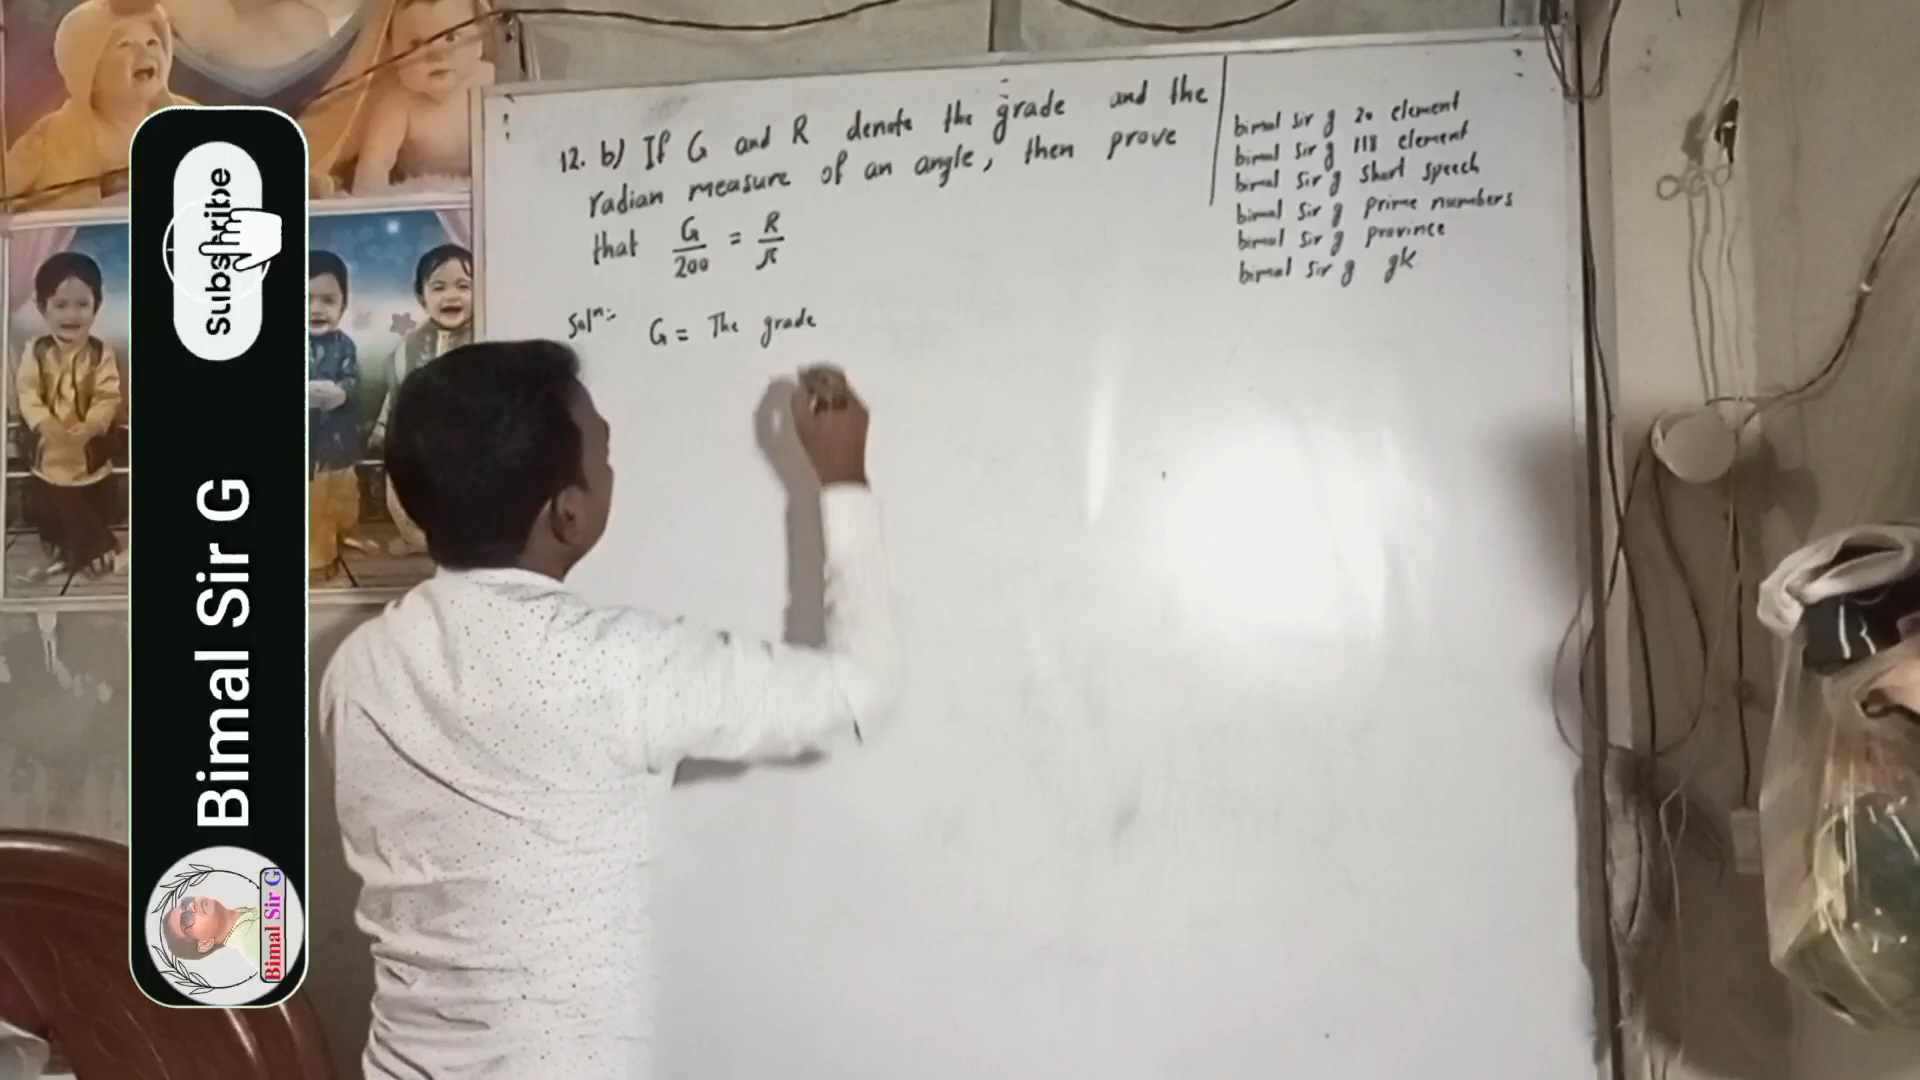 12. b) If G and R denote the grade and the
radian measure of an angle, then prove
that G/200 = R/π
Solⁿ:- G = The grade
bimal sir g 20 element
bimal sir g 118 element
bimal sir g short speech
bimal sir g prime numbers
bimal sir g province
bimal sir g gk
Subscribe
Bimal Sir G
Bimal Sir G